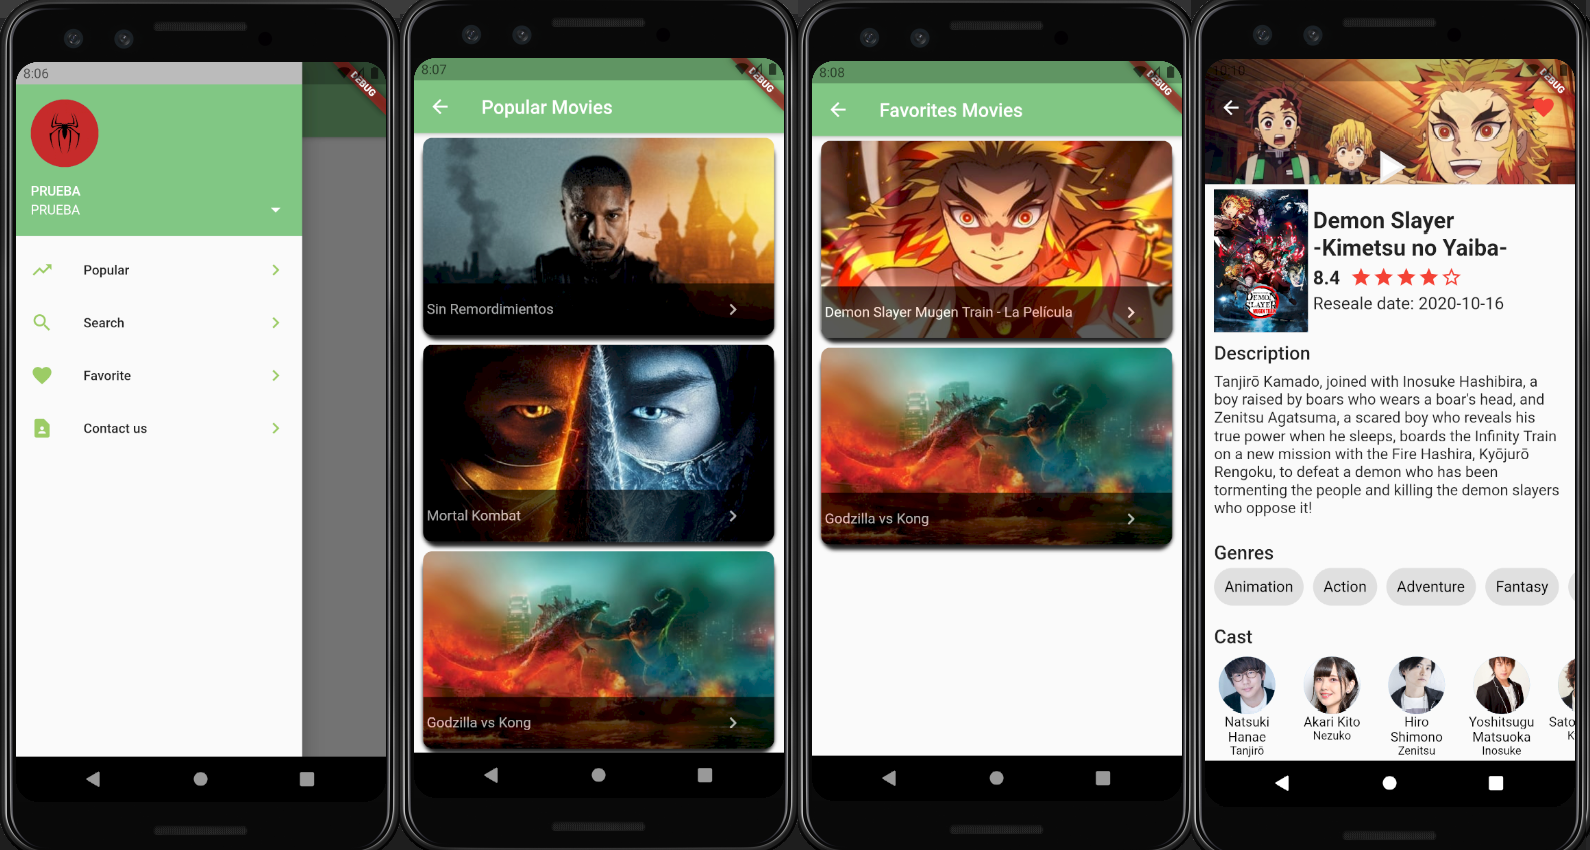 8:06
DEBUG
PRUEBA
PRUEBA
Popular
Search
Favorite
Contact us
8:07
DEBUG
Popular Movies
Sin Remordimientos
Mortal Kombat
Godzilla vs Kong
8:08
DEBUG
Favorites Movies
Demon Slayer Mugen Train - La Película
Godzilla vs Kong
10:10
DEBUG
DEMON
SLAYER
Demon Slayer
-Kimetsu no Yaiba-
8.4
Reseale date: 2020-10-16
Description
Tanjirō Kamado, joined with Inosuke Hashibira, a
boy raised by boars who wears a boar's head, and
Zenitsu Agatsuma, a scared boy who reveals his
true power when he sleeps, boards the Infinity Train
on a new mission with the Fire Hashira, Kyōjurō
Rengoku, to defeat a demon who has been
tormenting the people and killing the demon slayers
who oppose it!
Genres
Animation Action Adventure Fantasy
Cast
Natsuki
Hanae
Tanjirō
Akari Kito
Nezuko
Hiro
Shimono
Zenitsu
Yoshitsugu
Matsuoka
Inosuke
Sato
K